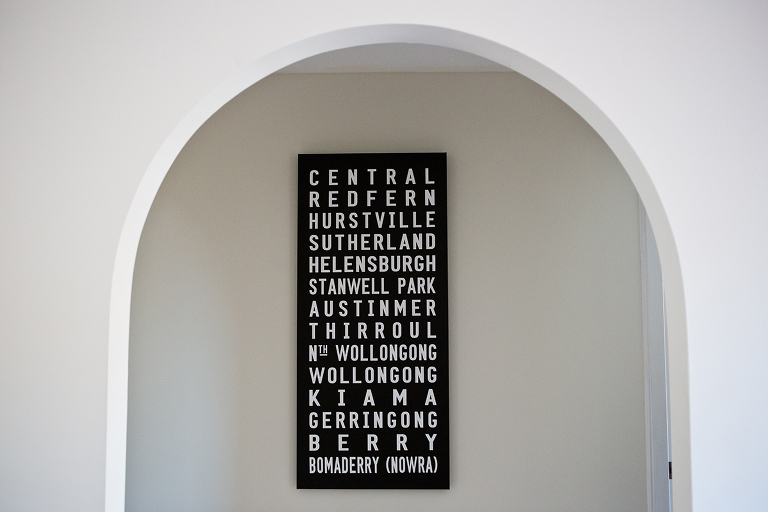 CENTRAL
REDFERN
HURSTVILLE
SUTHERLAND
HELENSBURGH
STANWELL PARK
AUSTINMER
THIRROUL
NTH WOLLONGONG
WOLLONGONG
KIAMA
GERRINGONG
BERRY
BOMADERRY (NOWRA)